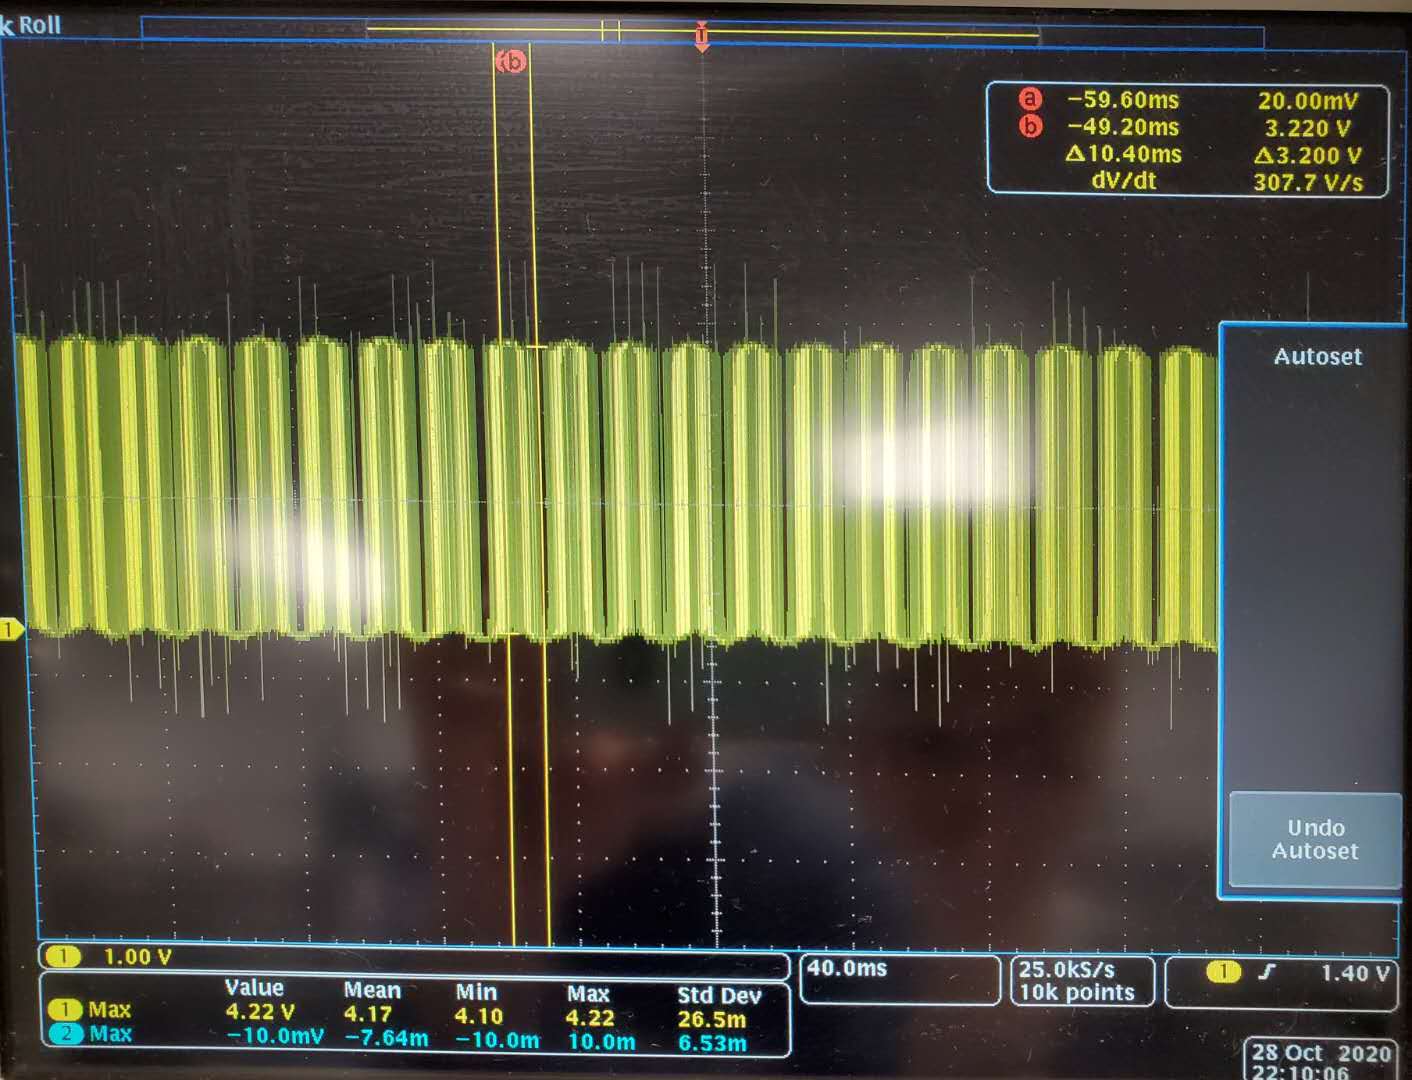 k Roll
T
b
a −59.60ms 20.00mV
b −49.20ms 3.220 V
Δ10.40ms Δ3.200 V
dV/dt 307.7 V/s
Autoset
1
Undo
Autoset
1 1.00 V
40.0ms
25.0kS/s
10k points
1 1.40 V
Value Mean Min Max Std Dev
1 Max 4.22 V 4.17 4.10 4.22 26.5m
2 Max −10.0mV −7.64m −10.0m 10.0m 6.53m
28 Oct 2020
22:10:06